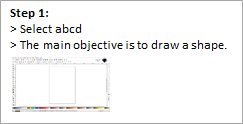 Step 1:
> Select abcd
> The main objective is to draw a shape.